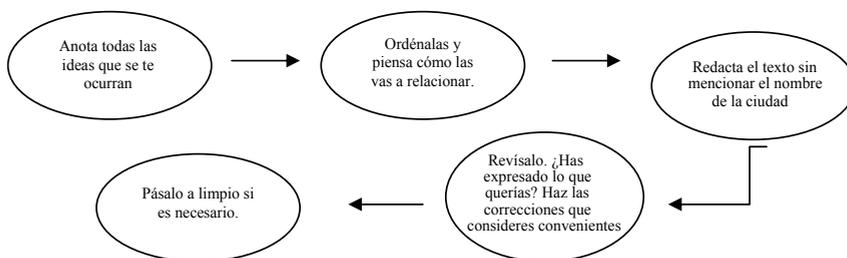 Anota todas las
ideas que se te
ocurran
Ordénalas y
piensa cómo las
vas a relacionar.
Redacta el texto sin
mencionar el nombre
de la ciudad
Revísalo. ¿Has
expresado lo que
querías? Haz las
correcciones que
consideres convenientes
Pásalo a limpio si
es necesario.